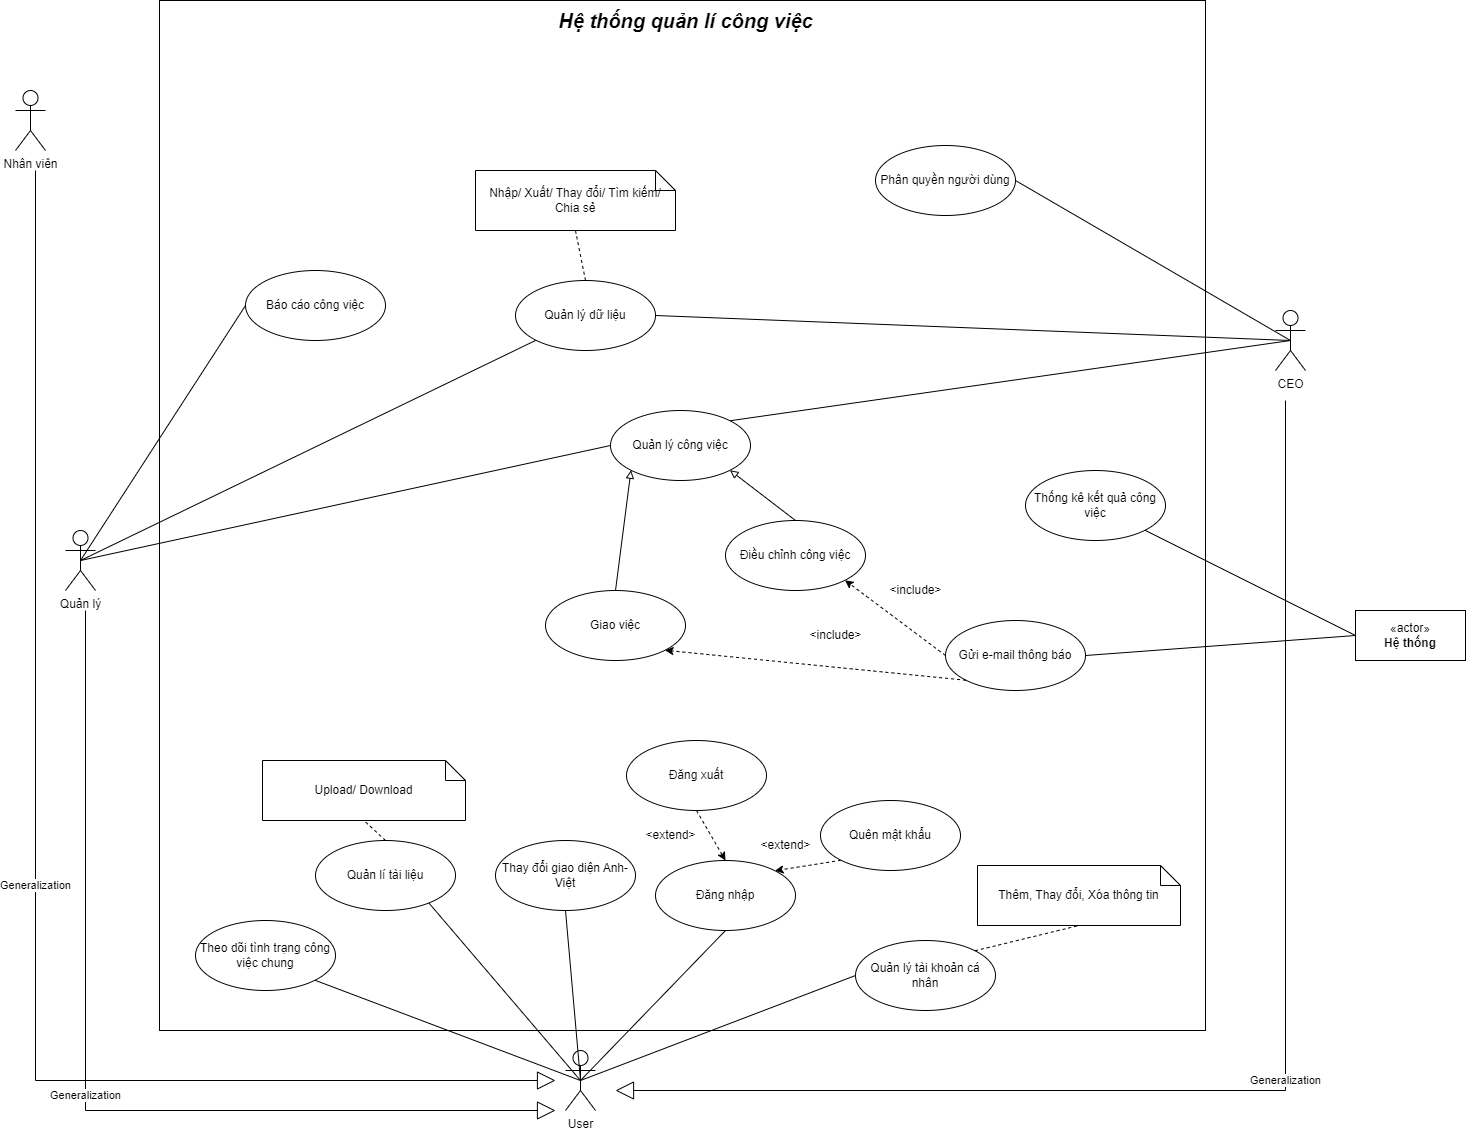 Hệ thống quản lí công việc
Nhân viên
Nhập/ Xuất/ Thay đổi/ Tìm kiếm/
Chia sẻ
Phân quyền người dùng
Báo cáo công việc
Quản lý dữ liệu
CEO
Quản lý công việc
Thống kê kết quả công
việc
Điều chỉnh công việc
<include>
Quản lý
Giao việc
<include>
Gửi e-mail thông báo
«actor»
Hệ thống
Đăng xuất
Upload/ Download
<extend>
<extend>
Quên mật khẩu
Quản lí tài liệu
Thay đổi giao diện Anh-
Việt
Đăng nhập
Thêm, Thay đổi, Xóa thông tin
Generalization
Theo dõi tình trạng công
việc chung
Quản lý tài khoản cá
nhân
Generalization
Generalization
User